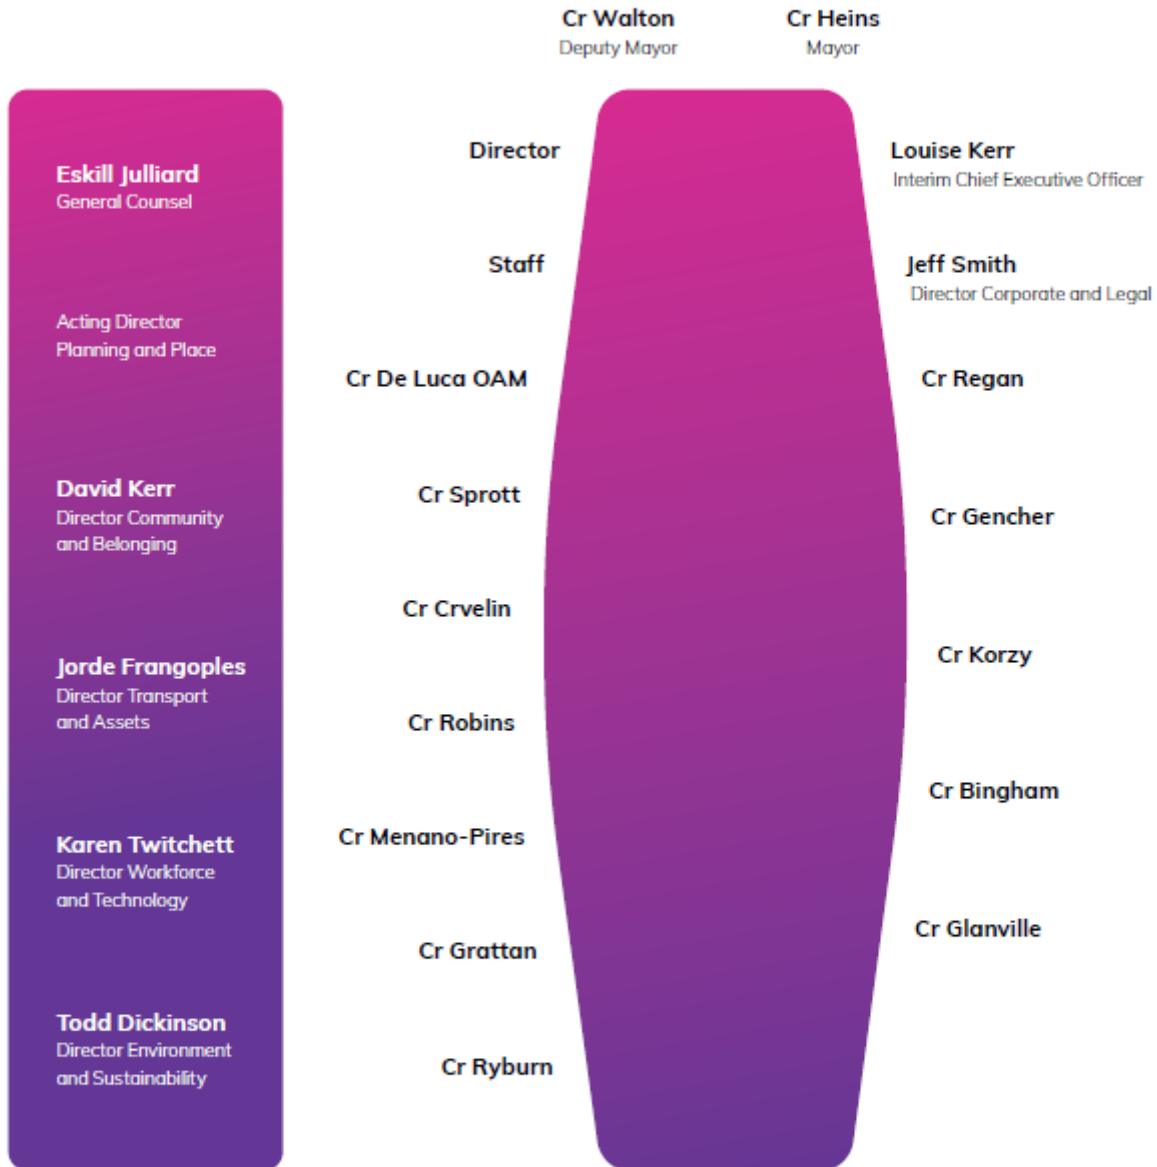 Cr Walton
Deputy Mayor
Cr Heins
Mayor
Eskill Julliard
General Counsel
Acting Director
Planning and Place
David Kerr
Director Community
and Belonging
Jorde Frangoples
Director Transport
and Assets
Karen Twitchett
Director Workforce
and Technology
Todd Dickinson
Director Environment
and Sustainability
Director
Staff
Cr De Luca OAM
Cr Sprott
Cr Crvelin
Cr Robins
Cr Menano-Pires
Cr Grattan
Cr Ryburn
Louise Kerr
Interim Chief Executive Officer
Jeff Smith
Director Corporate and Legal
Cr Regan
Cr Gencher
Cr Korzy
Cr Bingham
Cr Glanville